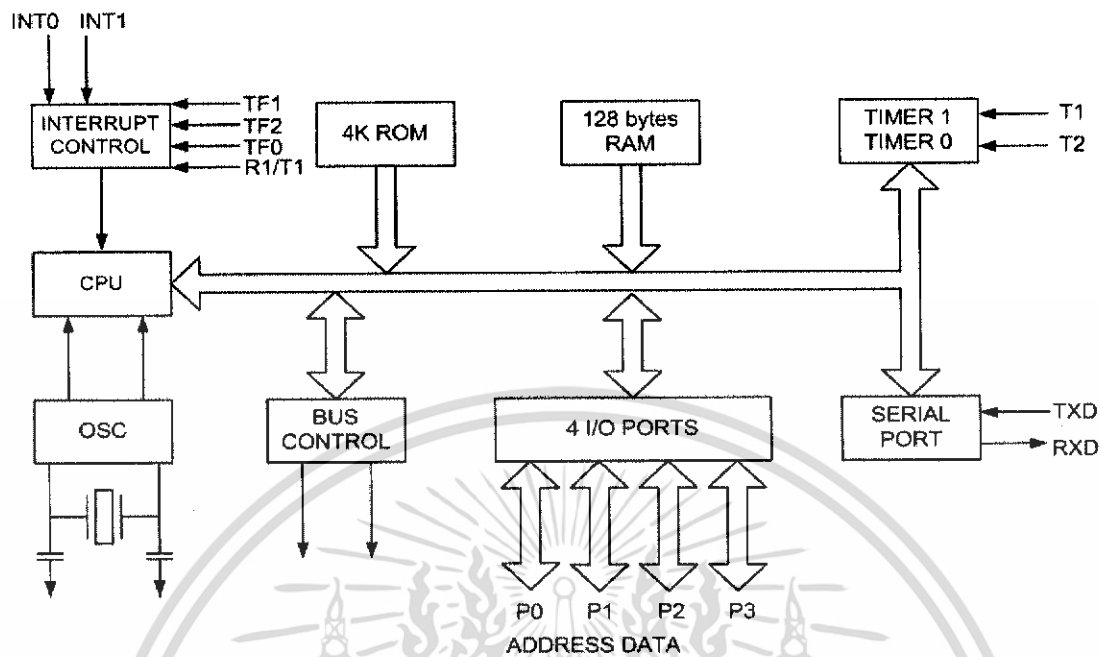 INT0 INT1
INTERRUPT
CONTROL
TF1
TF2
TF0
R1/T1
4K ROM
128 bytes
RAM
TIMER 1
TIMER 0
T1
T2
CPU
OSC
BUS
CONTROL
4 I/O PORTS
SERIAL
PORT
TXD
RXD
P0 P1 P2 P3
ADDRESS DATA